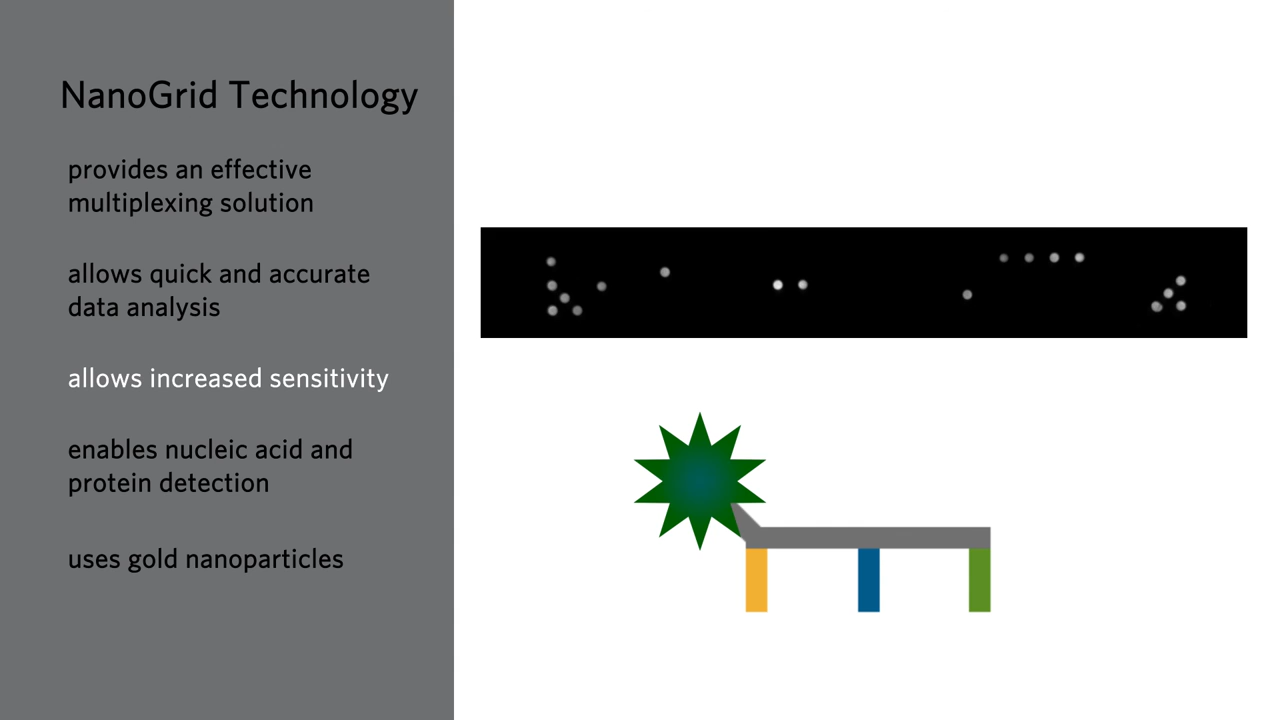 NanoGrid Technology
provides an effective
multiplexing solution
allows quick and accurate
data analysis
allows increased sensitivity
enables nucleic acid and
protein detection
uses gold nanoparticles